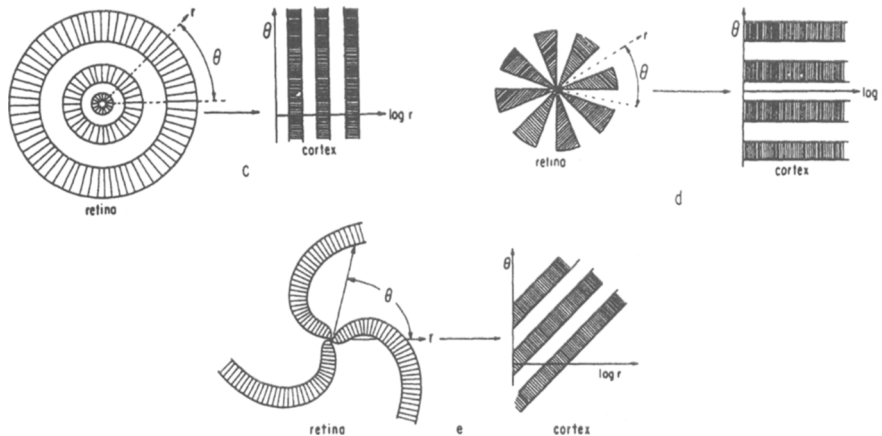 r
θ
retina
θ
log r
cortex
c
r
θ
retina
log
cortex
d
θ
r
retina
θ
log r
cortex
e